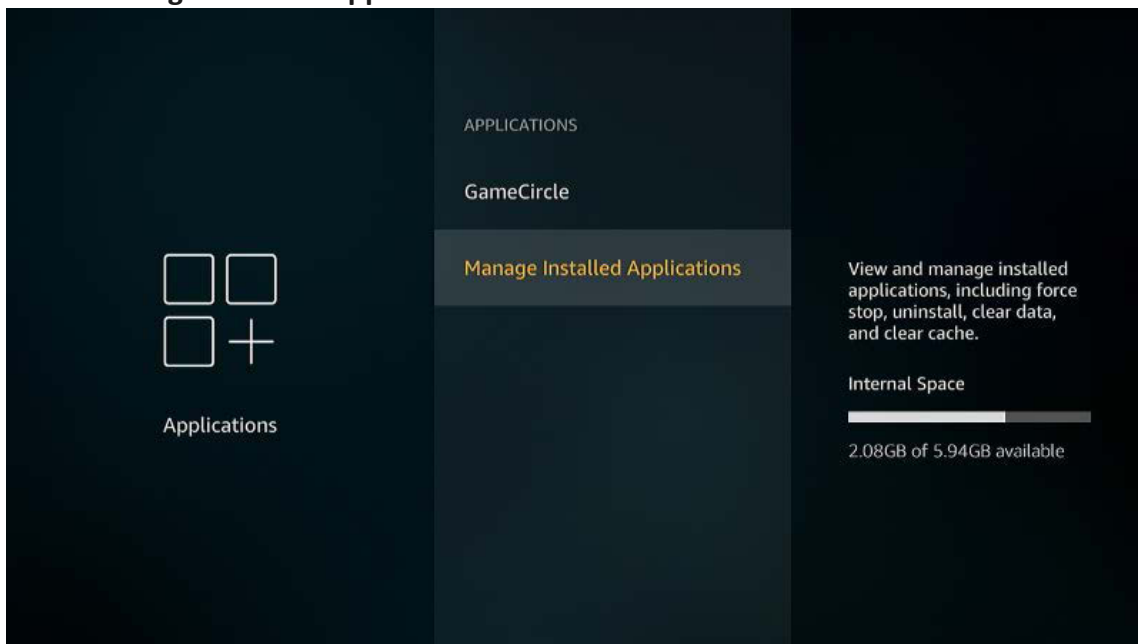 Applications
APPLICATIONS
GameCircle
Manage Installed Applications
View and manage installed
applications, including force
stop, uninstall, clear data,
and clear cache.
Internal Space
2.08GB of 5.94GB available